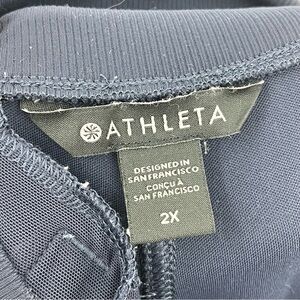 ATHLETA
DESIGNED IN
SAN FRANCISCO
CONÇU À
SAN FRANCISCO
2X